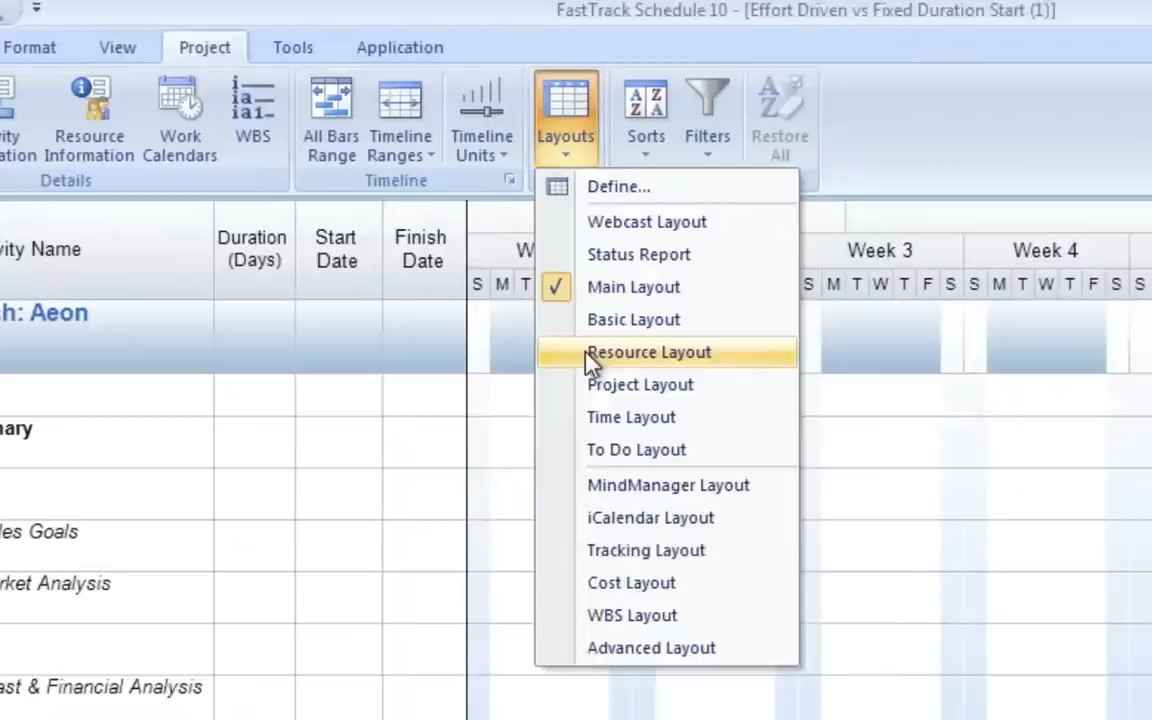 FastTrack Schedule 10 - [Effort Driven vs Fixed Duration Start (1)]
Format View Project Tools Application
Resource Information
Work Calendars
WBS
All Bars Range
Timeline Ranges
Timeline Units
Layouts
Sorts
Filters
Restore All
Details
Timeline
Define...
Webcast Layout
Status Report
Main Layout
Basic Layout
Resource Layout
Project Layout
Time Layout
To Do Layout
MindManager Layout
iCalendar Layout
Tracking Layout
Cost Layout
WBS Layout
Advanced Layout
vity Name
Duration (Days)
Start Date
Finish Date
W
Week 3
Week 4
S M T
S M T W T F S S M T W T F S S
ch: Aeon
mary
les Goals
rket Analysis
ast & Financial Analysis